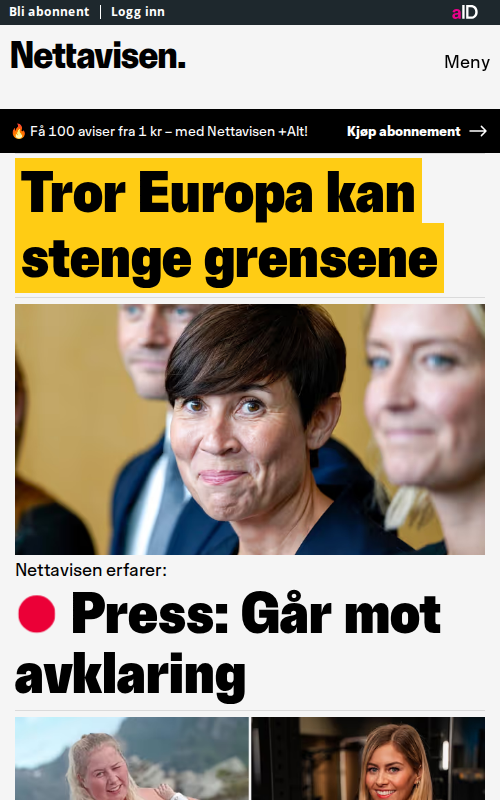 Bli abonnent | Logg inn
aID
Nettavisen.
Meny
🔥 Få 100 aviser fra 1 kr – med Nettavisen +Alt!
Kjøp abonnement →
Tror Europa kan
stenge grensene
Nettavisen erfarer:
🔴 Press: Går mot
avklaring